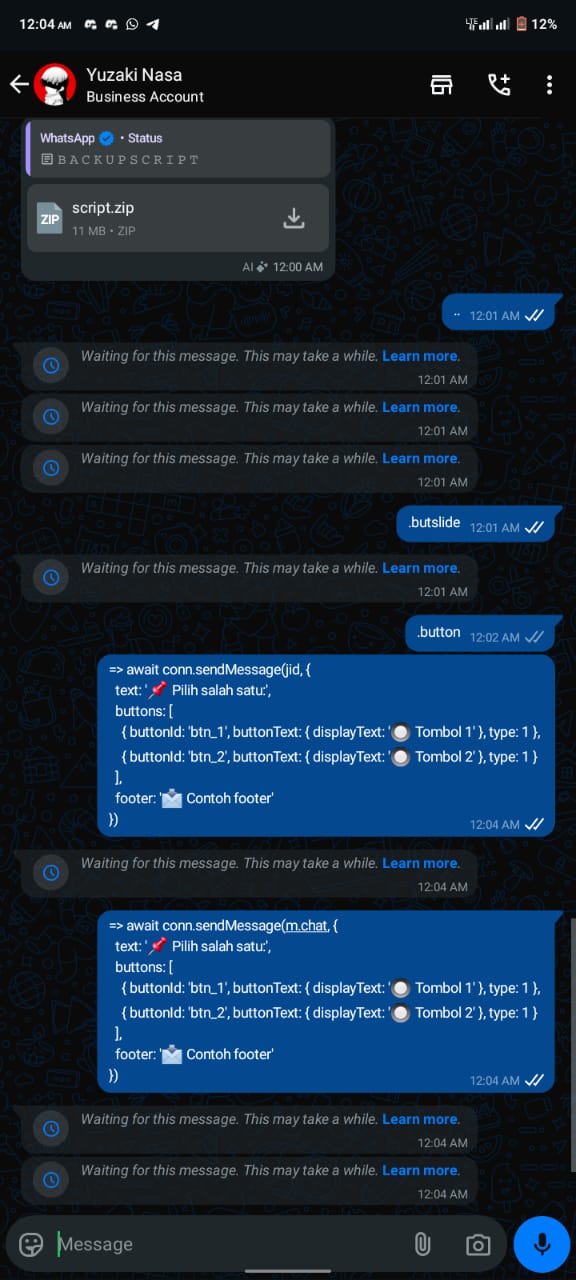 12:04 AM
12%
Yuzaki Nasa
Business Account
WhatsApp • Status
BACKUPSCRIPT
ZIP
script.zip
11 MB • ZIP
AI 12:00 AM
.. 12:01 AM
Waiting for this message. This may take a while. Learn more.
12:01 AM
Waiting for this message. This may take a while. Learn more.
12:01 AM
Waiting for this message. This may take a while. Learn more.
12:01 AM
.butslide 12:01 AM
Waiting for this message. This may take a while. Learn more.
12:01 AM
.button 12:02 AM
=> await conn.sendMessage(jid, {
text: '📌 Pilih salah satu:',
buttons: [
{ buttonId: 'btn_1', buttonText: { displayText: '🔘 Tombol 1' }, type: 1 },
{ buttonId: 'btn_2', buttonText: { displayText: '🔘 Tombol 2' }, type: 1 }
],
footer: '📩 Contoh footer'
})
12:04 AM
Waiting for this message. This may take a while. Learn more.
12:04 AM
=> await conn.sendMessage(m.chat, {
text: '📌 Pilih salah satu:',
buttons: [
{ buttonId: 'btn_1', buttonText: { displayText: '🔘 Tombol 1' }, type: 1 },
{ buttonId: 'btn_2', buttonText: { displayText: '🔘 Tombol 2' }, type: 1 }
],
footer: '📩 Contoh footer'
})
12:04 AM
Waiting for this message. This may take a while. Learn more.
12:04 AM
Waiting for this message. This may take a while. Learn more.
12:04 AM
Message